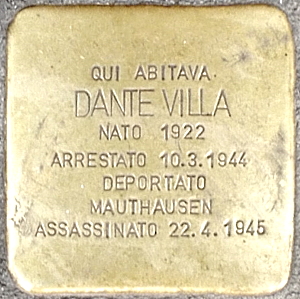 QUI ABITAVA
DANTE VILLA
NATO 1922
ARRESTATO 10.3.1944
DEPORTATO
MAUTHAUSEN
ASSASSINATO 22.4.1945